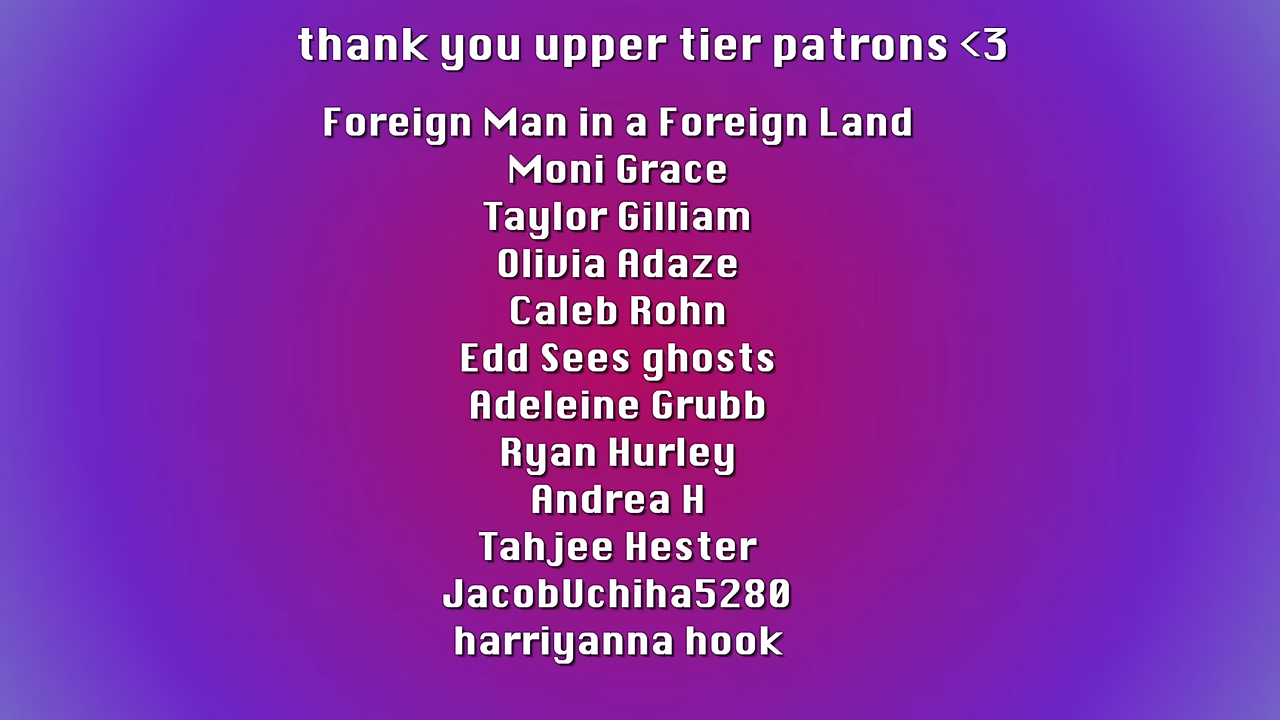 thank you upper tier patrons <3
Foreign Man in a Foreign Land
Moni Grace
Taylor Gilliam
Olivia Adaze
Caleb Rohn
Edd Sees ghosts
Adeleine Grubb
Ryan Hurley
Andrea H
Tahjee Hester
JacobUchiha5280
harriyanna hook